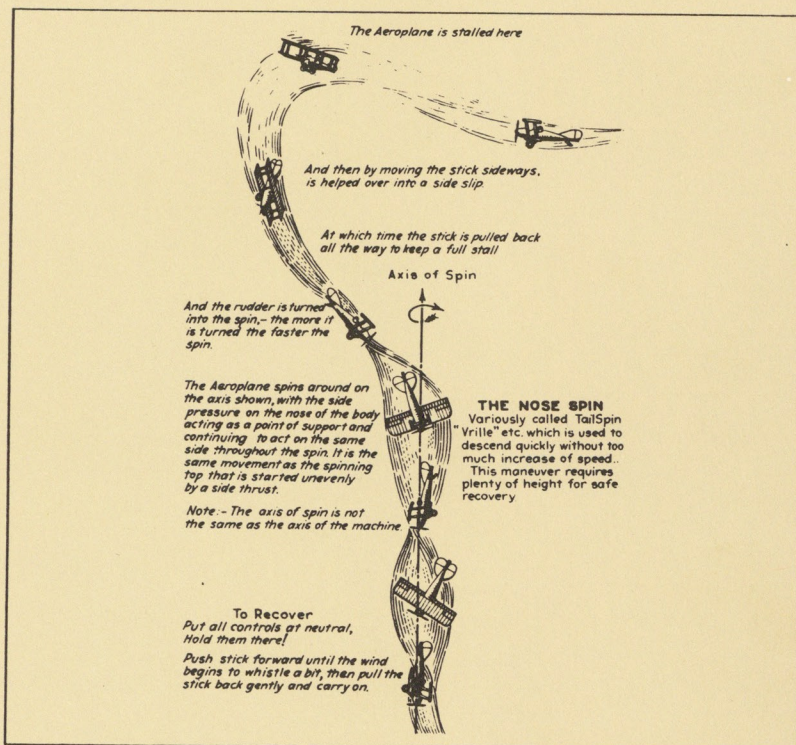 The Aeroplane is stalled here
And then by moving the stick sideways,
is helped over into a side slip.
At which time the stick is pulled back
all the way to keep a full stall
Axis of Spin
And the rudder is turned
into the spin,- the more it
is turned the faster the
spin.
The Aeroplane spins around on
the axis shown, with the side
pressure on the nose of the body
acting as a point of support and
continuing to act on the same
side throughout the spin. It is the
same movement as the spinning
top that is started unevenly
by a side thrust.
Note:- The axis of spin is not
the same as the axis of the machine.
THE NOSE SPIN
Variously called TailSpin
"Vrille" etc. which is used to
descend quickly without too
much increase of speed..
This maneuver requires
plenty of height for safe
recovery
To Recover
Put all controls at neutral,
Hold them there!
Push stick forward until the wind
begins to whistle a bit, then pull the
stick back gently and carry on.